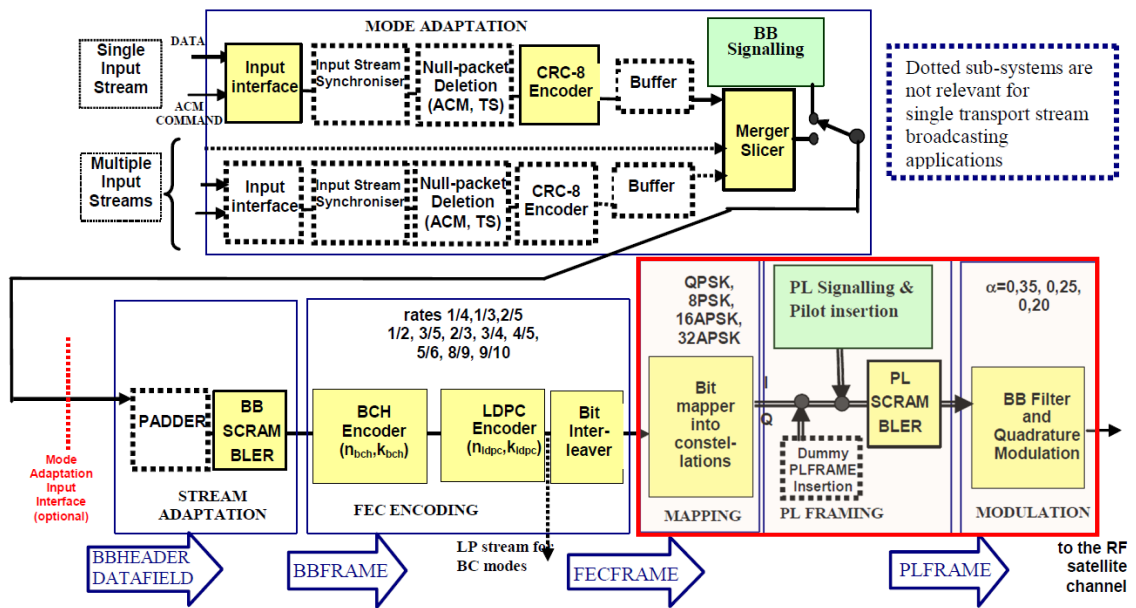 MODE ADAPTATION
Single
Input
Stream
DATA
ACM
COMMAND
Input
interface
Input Stream
Synchroniser
Null-packet
Deletion
(ACM, TS)
CRC-8
Encoder
Buffer
BB
Signalling
Merger
Slicer
Dotted sub-systems are
not relevant for
single transport stream
broadcasting
applications
Multiple
Input
Streams
Input
interface
Input Stream
Synchroniser
Null-packet
Deletion
(ACM, TS)
CRC-8
Encoder
Buffer
Mode
Adaptation
Input
Interface
(optional)
PADDER
BB
SCRAM
BLER
STREAM
ADAPTATION
rates 1/4,1/3,2/5
1/2, 3/5, 2/3, 3/4, 4/5,
5/6, 8/9, 9/10
BCH
Encoder
(nbch,kbch)
LDPC
Encoder
(nldpc,kldpc)
Bit
Inter-
leaver
FEC ENCODING
LP stream for
BC modes
QPSK,
8PSK,
16APSK,
32APSK
Bit
mapper
into
constel-
lations
MAPPING
I
Q
PL Signalling &
Pilot insertion
Dummy
PLFRAME
Insertion
PL
SCRAM
BLER
PL FRAMING
α=0,35, 0,25,
0,20
BB Filter
and
Quadrature
Modulation
MODULATION
BBHEADER
DATAFIELD
BBFRAME
FECFRAME
PLFRAME
to the RF
satellite
channel